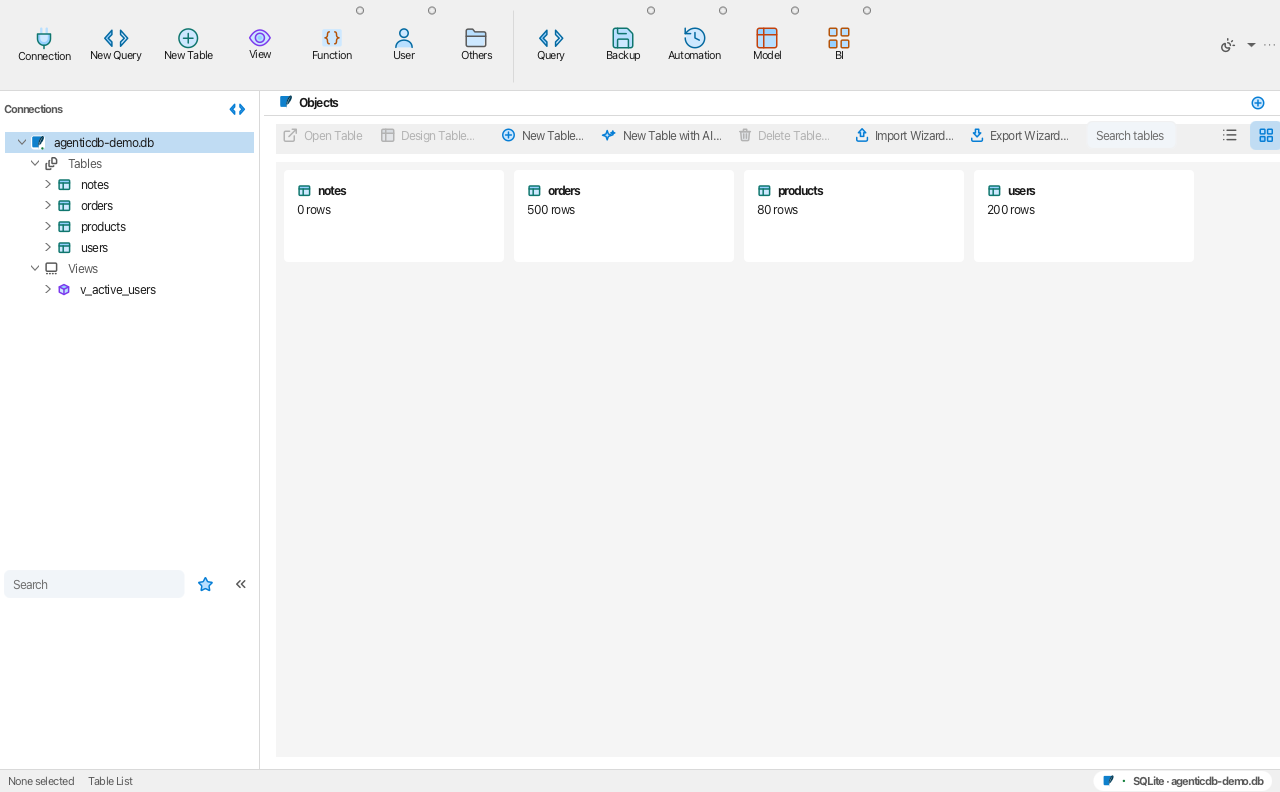 Connection
New Query
New Table
View
Function
User
Others
Query
Backup
Automation
Model
BI
Connections
agenticdb-demo.db
Tables
notes
orders
products
users
Views
v_active_users
Search
Objects
Open Table
Design Table...
New Table...
New Table with AI...
Delete Table...
Import Wizard...
Export Wizard...
Search tables
notes
0 rows
orders
500 rows
products
80 rows
users
200 rows
None selected
Table List
SQLite · agenticdb-demo.db